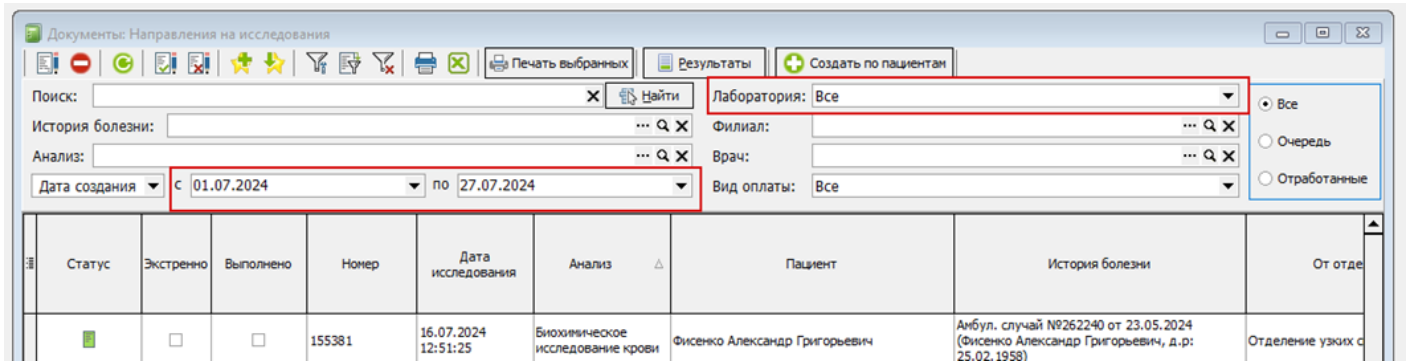 Документы: Направления на исследования
Печать выбранных Результаты Создать по пациентам
Поиск: Найти Лаборатория: Все
Все
История болезни: Филиал:
Очередь
Анализ: Врач:
Дата создания с 01.07.2024 по 27.07.2024 Вид оплаты: Все
Отработанные
Статус Экстренно Выполнено Номер Дата исследования Анализ Пациент История болезни От отде
155381
16.07.2024
12:51:25
Биохимическое
исследование крови
Фисенко Александр Григорьевич
Амбул. случай №262240 от 23.05.2024
(Фисенко Александр Григорьевич, д.р:
25.02.1958)
Отделение узких с